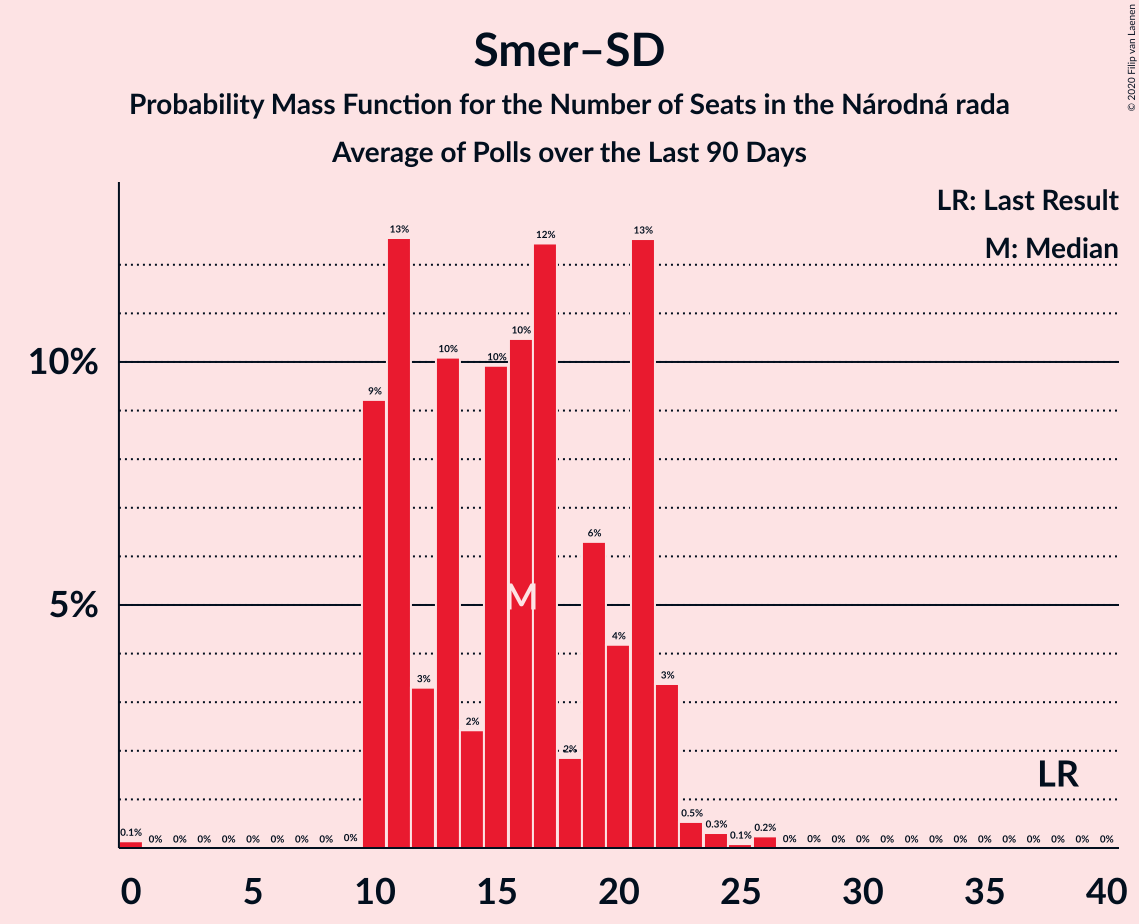 Smer–SD
Probability Mass Function for the Number of Seats in the Národná rada
Average of Polls over the Last 90 Days
© 2020 Filip van Laenen
LR: Last Result
M: Median
10%
5%
0.1% 0% 0% 0% 0% 0% 0% 0% 0% 0% 9% 13% 3% 10% 2% 10% 10% 12% 2% 6% 4% 13% 3% 0.5% 0.3% 0.1% 0.2% 0% 0% 0% 0% 0% 0% 0% 0% 0% 0% 0% 0% 0% 0%
M
LR
0 5 10 15 20 25 30 35 40